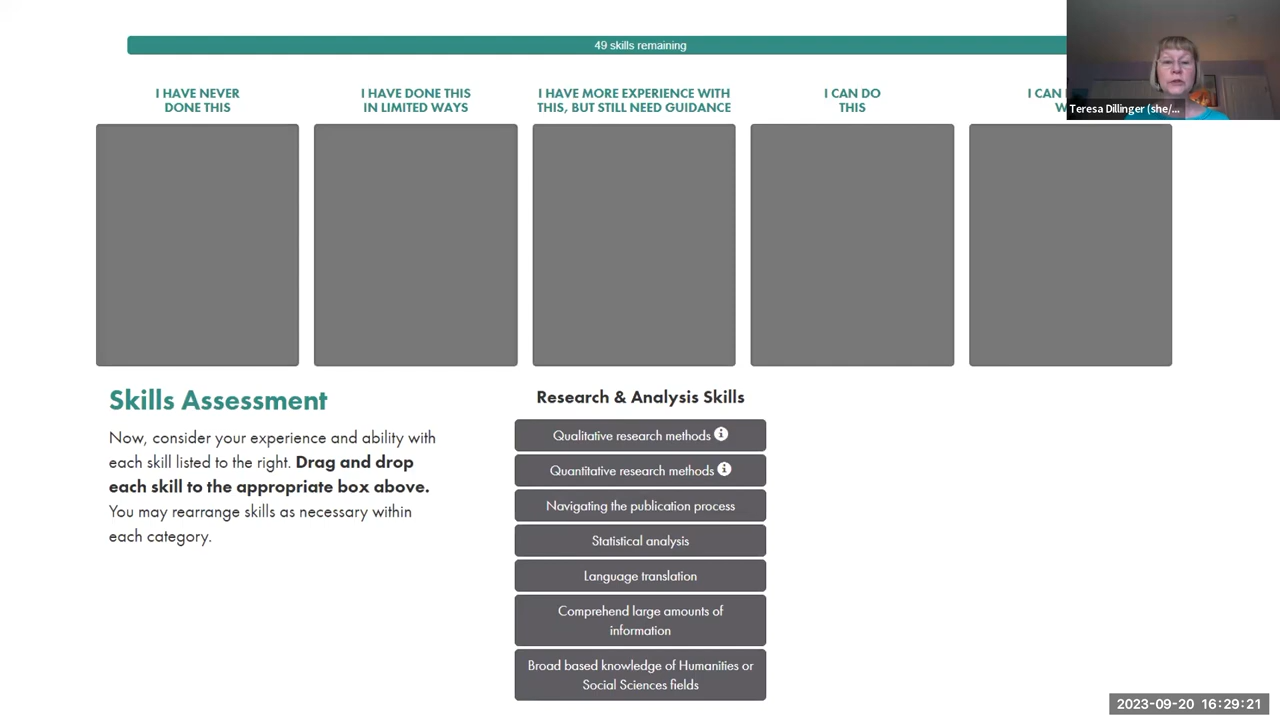 49 skills remaining
I HAVE NEVER
DONE THIS
I HAVE DONE THIS
IN LIMITED WAYS
I HAVE MORE EXPERIENCE WITH
THIS, BUT STILL NEED GUIDANCE
I CAN DO
THIS
I CAN
Teresa Dillinger (she/...
Skills Assessment
Now, consider your experience and ability with
each skill listed to the right. Drag and drop
each skill to the appropriate box above.
You may rearrange skills as necessary within
each category.
Research & Analysis Skills
Qualitative research methods
Quantitative research methods
Navigating the publication process
Statistical analysis
Language translation
Comprehend large amounts of
information
Broad based knowledge of Humanities or
Social Sciences fields
2023-09-20 16:29:21